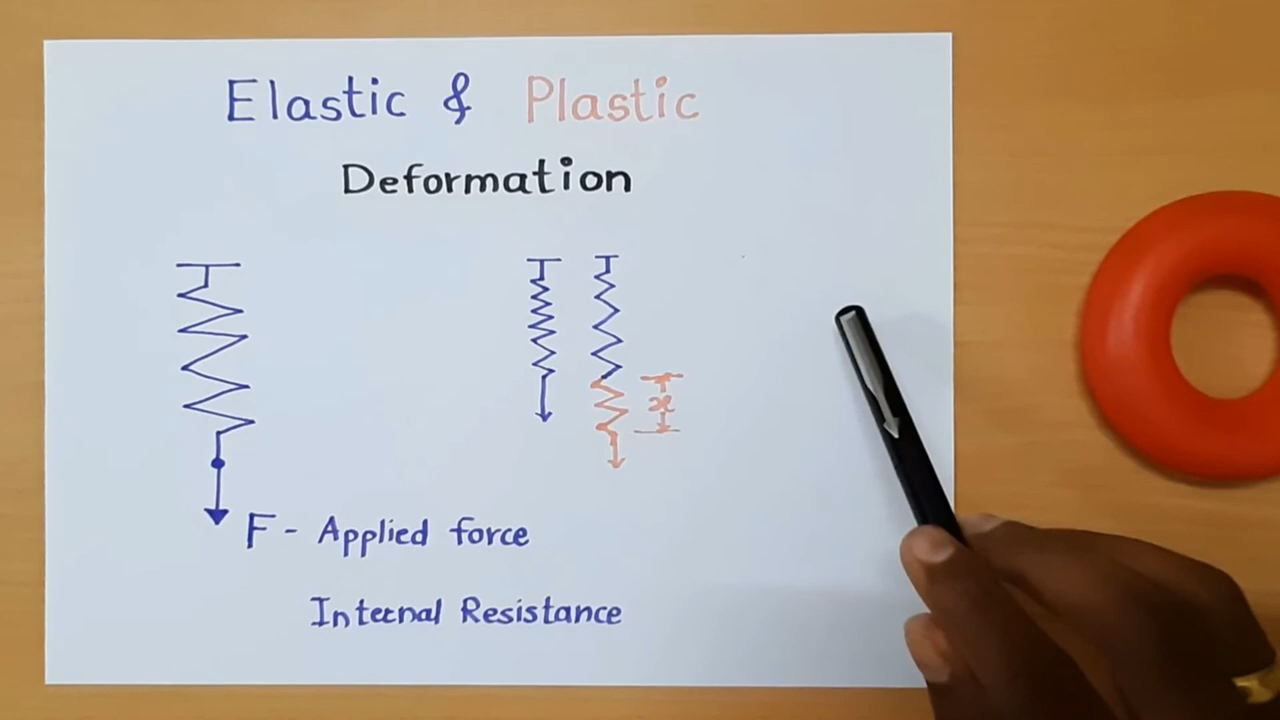 Elastic & Plastic
Deformation
x
F - Applied force
Internal Resistance